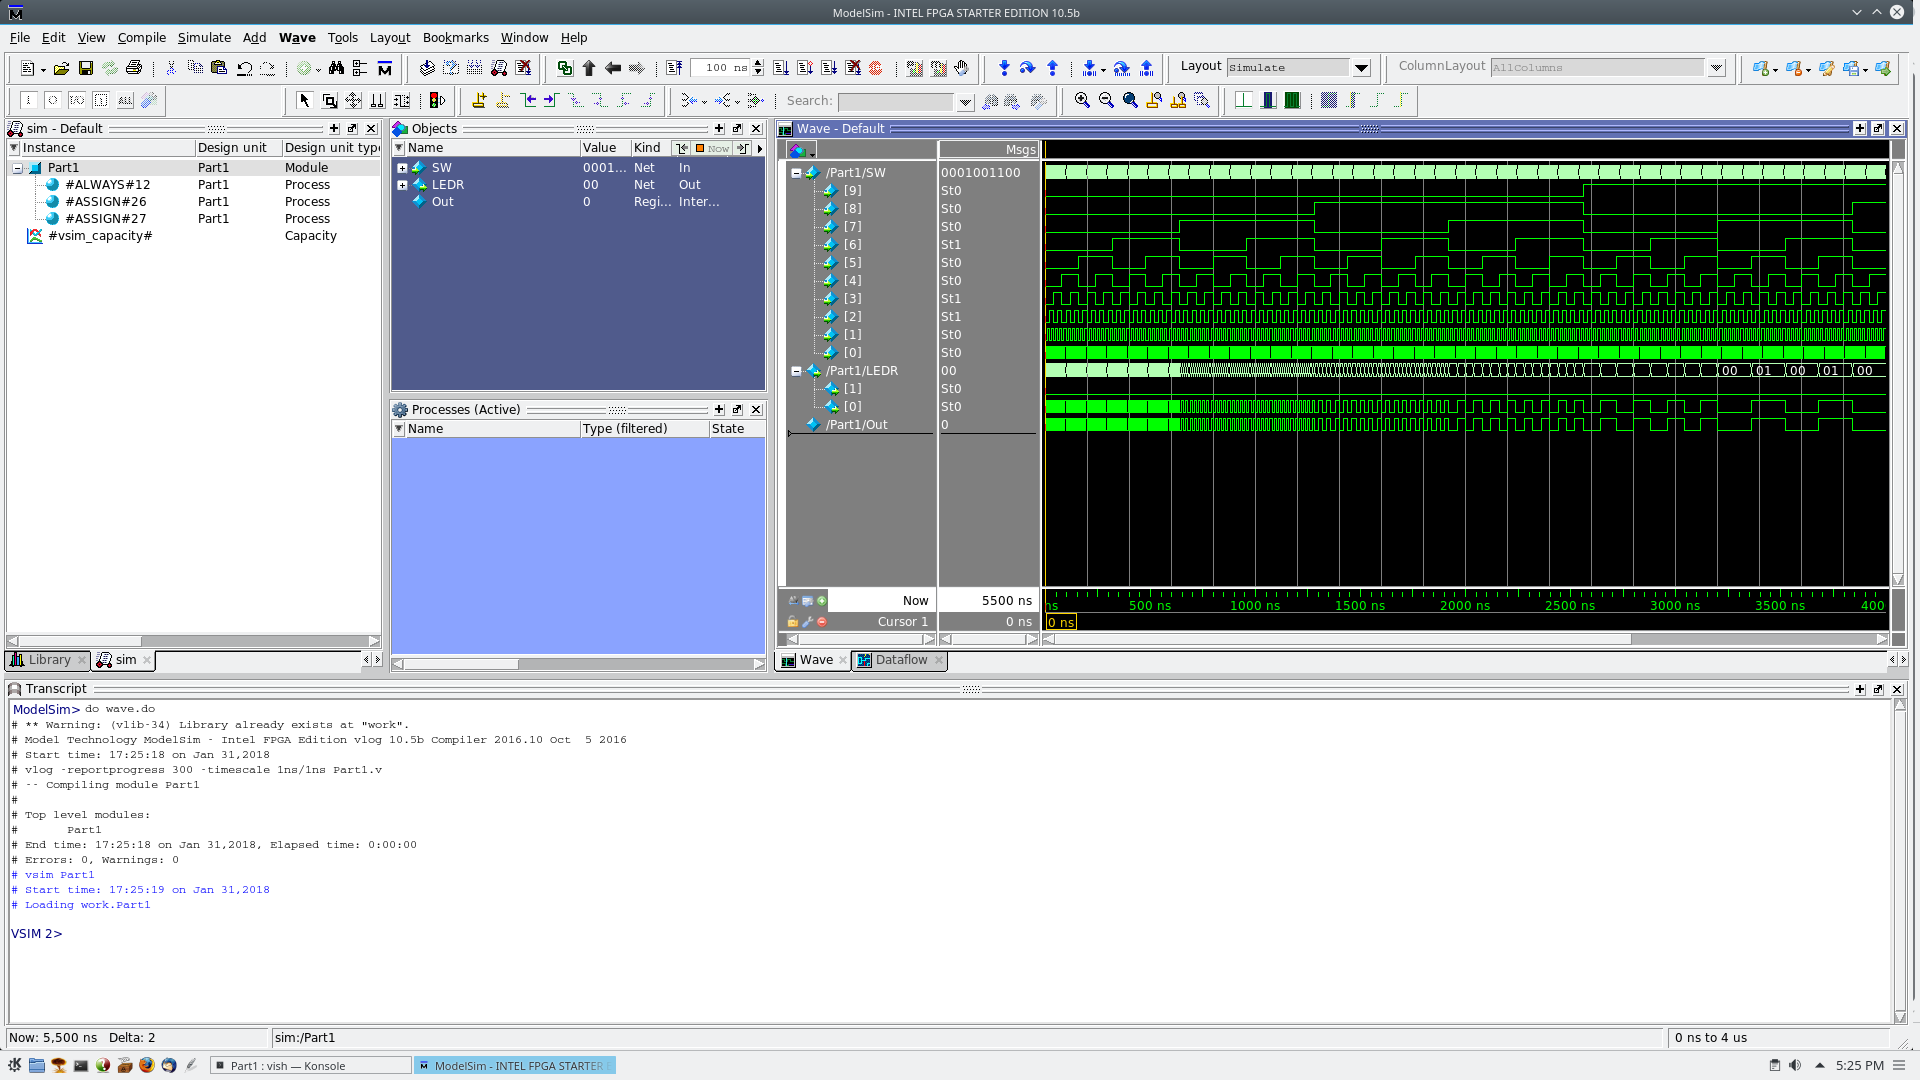 ModelSim - INTEL FPGA STARTER EDITION 10.5b
File Edit View Compile Simulate Add Wave Tools Layout Bookmarks Window Help
100 ns
Layout Simulate
ColumnLayout AllColumns
Search:
sim - Default
Instance Design unit Design unit type
Part1 Part1 Module
#ALWAYS#12 Part1 Process
#ASSIGN#26 Part1 Process
#ASSIGN#27 Part1 Process
#vsim_capacity# Capacity
Library sim
Objects
Name Value Kind Now
SW 0001... Net In
LEDR 00 Net Out
Out 0 Regi... Inter...
Processes (Active)
Name Type (filtered) State
Wave - Default
Msgs
/Part1/SW 0001001100
[9] St0
[8] St0
[7] St0
[6] St1
[5] St0
[4] St0
[3] St1
[2] St1
[1] St0
[0] St0
/Part1/LEDR 00 00 01 00 01 00
[1] St0
[0] St0
/Part1/Out 0
Now 5500 ns ns 500 ns 1000 ns 1500 ns 2000 ns 2500 ns 3000 ns 3500 ns 400
Cursor 1 0 ns 0 ns
Wave Dataflow
Transcript
ModelSim> do wave.do
# ** Warning: (vlib-34) Library already exists at "work".
# Model Technology ModelSim - Intel FPGA Edition vlog 10.5b Compiler 2016.10 Oct  5 2016
# Start time: 17:25:18 on Jan 31,2018
# vlog -reportprogress 300 -timescale 1ns/1ns Part1.v
# -- Compiling module Part1
#
# Top level modules:
#       Part1
# End time: 17:25:18 on Jan 31,2018, Elapsed time: 0:00:00
# Errors: 0, Warnings: 0
# vsim Part1
# Start time: 17:25:19 on Jan 31,2018
# Loading work.Part1
VSIM 2>
Now: 5,500 ns Delta: 2 sim:/Part1 0 ns to 4 us
Part1 : vish — Konsole ModelSim - INTEL FPGA STARTER 5:25 PM